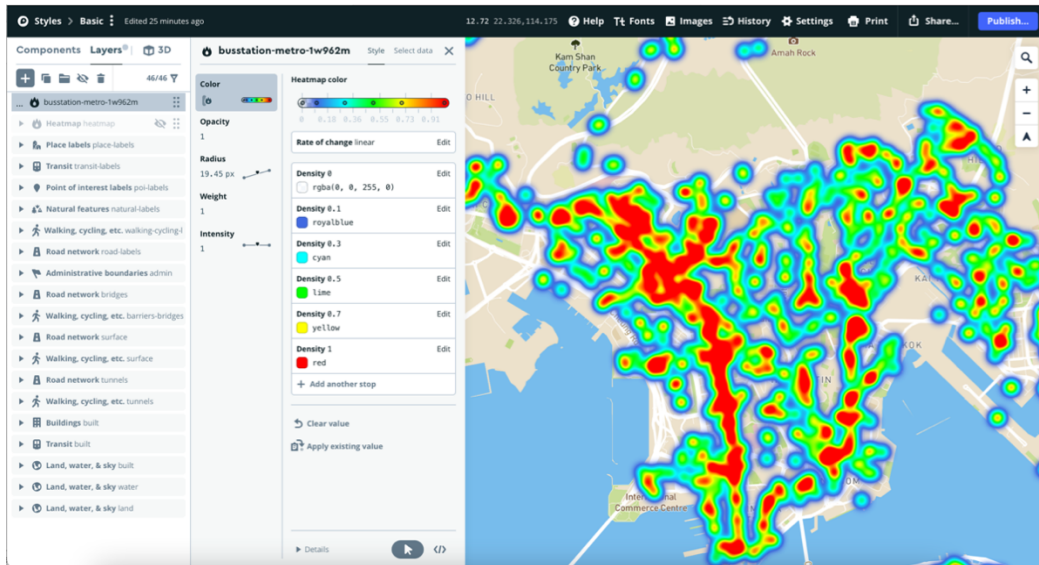 Styles > Basic Edited 25 minutes ago
12.72 22.326,114.175
Help
Fonts
Images
History
Settings
Print
Share...
Publish...
Components
Layers
3D
46/46
... busstation-metro-1w962m
Heatmap heatmap
Place labels place-labels
Transit transit-labels
Point of interest labels poi-labels
Natural features natural-labels
Walking, cycling, etc. walking-cycling-l
Road network road-labels
Administrative boundaries admin
Road network bridges
Walking, cycling, etc. barriers-bridges
Road network surface
Walking, cycling, etc. surface
Road network tunnels
Walking, cycling, etc. tunnels
Buildings built
Transit built
Land, water, & sky built
Land, water, & sky water
Land, water, & sky land
busstation-metro-1w962m
Style
Select data
Color
Opacity
1
Radius
19.45 px
Weight
1
Intensity
1
Heatmap color
0 0.18 0.36 0.55 0.73 0.91
Rate of change linear Edit
Density 0 Edit
rgba(0, 0, 255, 0)
Density 0.1 Edit
royalblue
Density 0.3 Edit
cyan
Density 0.5 Edit
lime
Density 0.7 Edit
yellow
Density 1 Edit
red
+ Add another stop
Clear value
Apply existing value
Details
</>
Kam Shan
Country Park
Amah Rock
O HILL
Commerce Centre